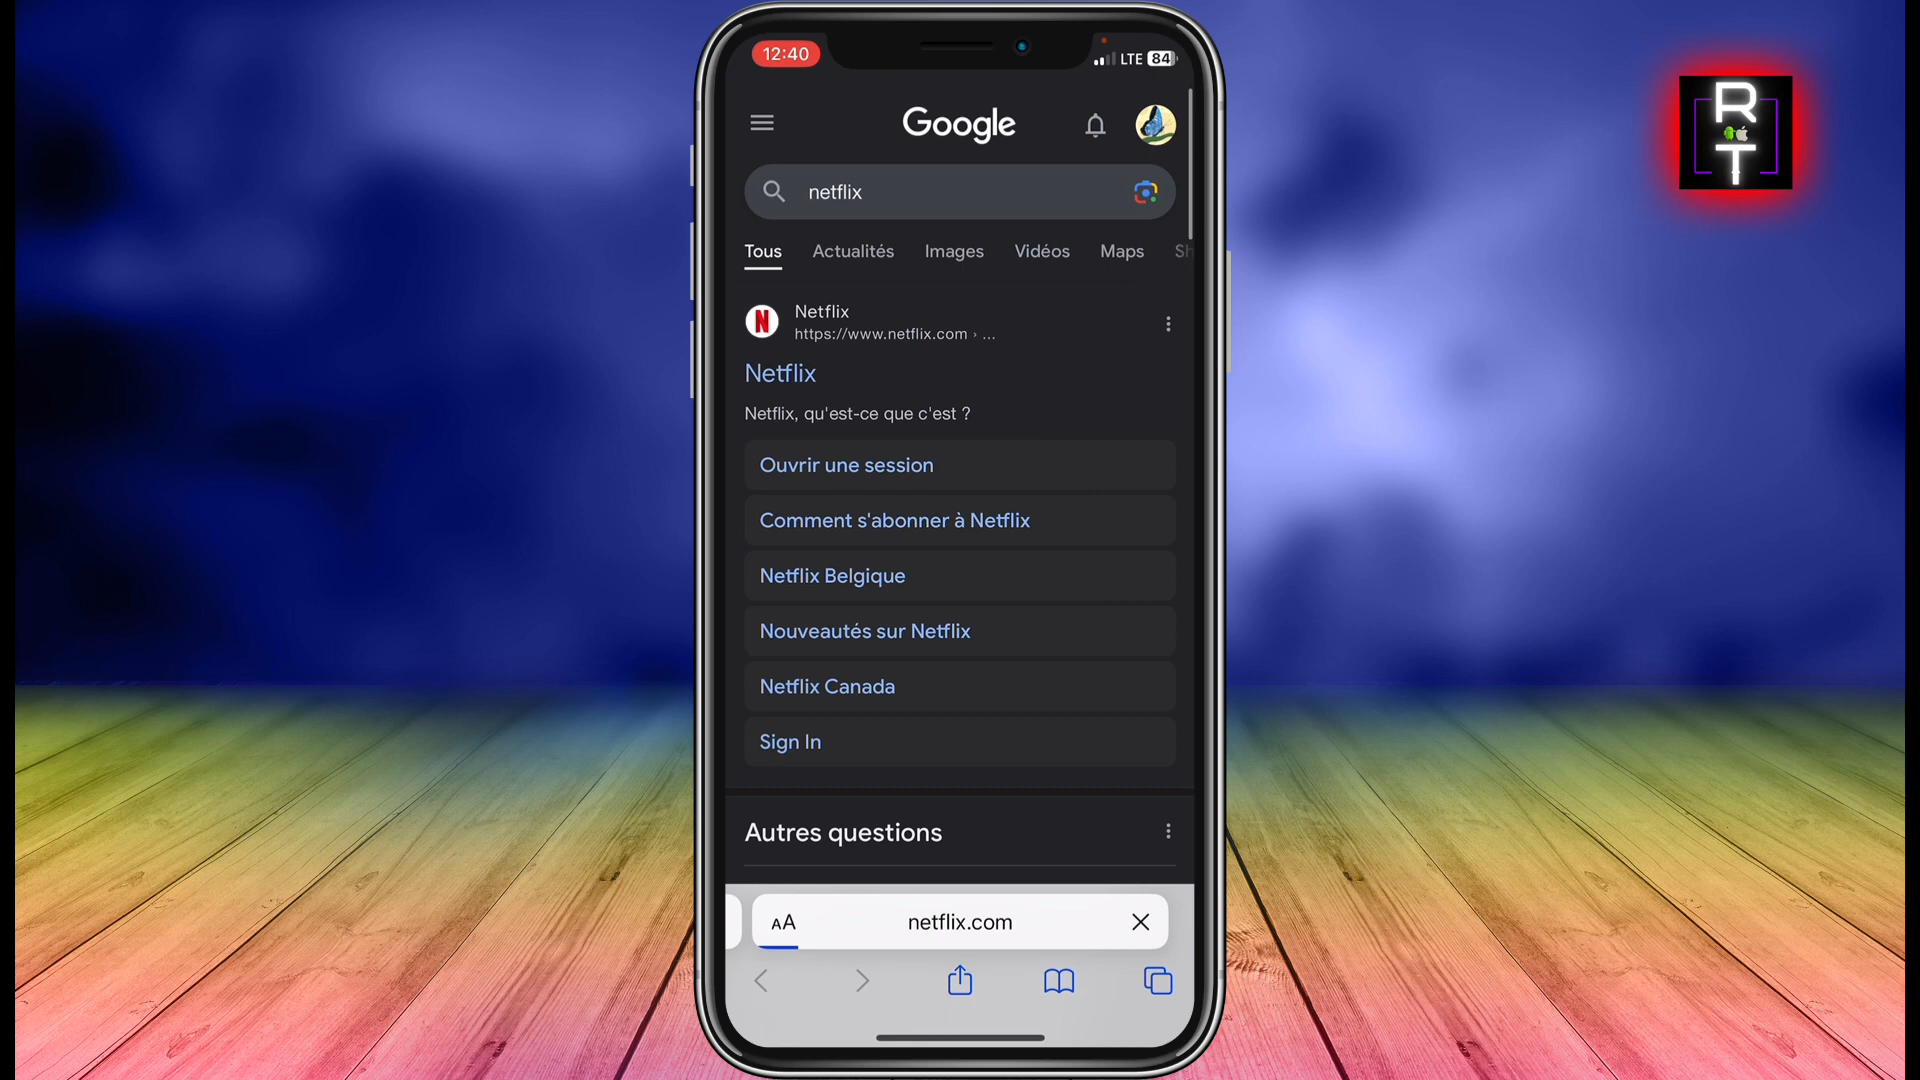 12:40
LTE 84
Google
netflix
Tous Actualités Images Vidéos Maps Sh
Netflix
https://www.netflix.com › ...
Netflix
Netflix, qu'est-ce que c'est ?
Ouvrir une session
Comment s'abonner à Netflix
Netflix Belgique
Nouveautés sur Netflix
Netflix Canada
Sign In
Autres questions
AA netflix.com
R
T